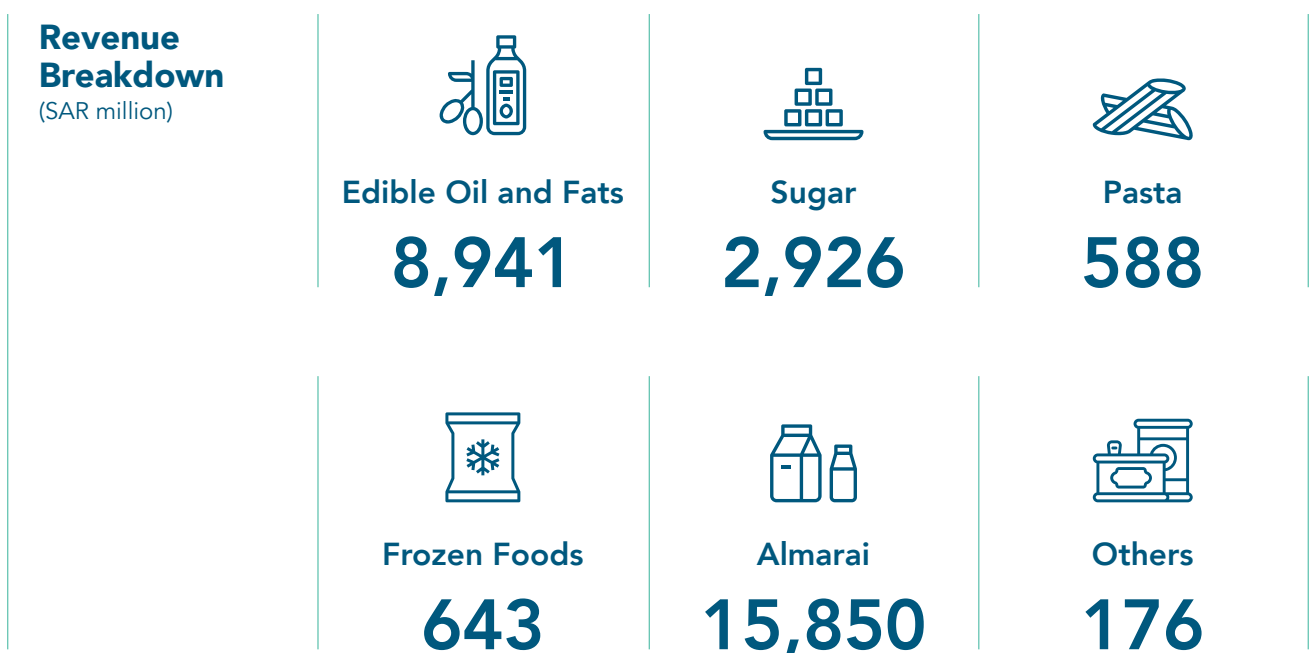 Revenue
Breakdown
(SAR million)
Edible Oil and Fats
8,941
Sugar
2,926
Pasta
588
Frozen Foods
643
Almarai
15,850
Others
176